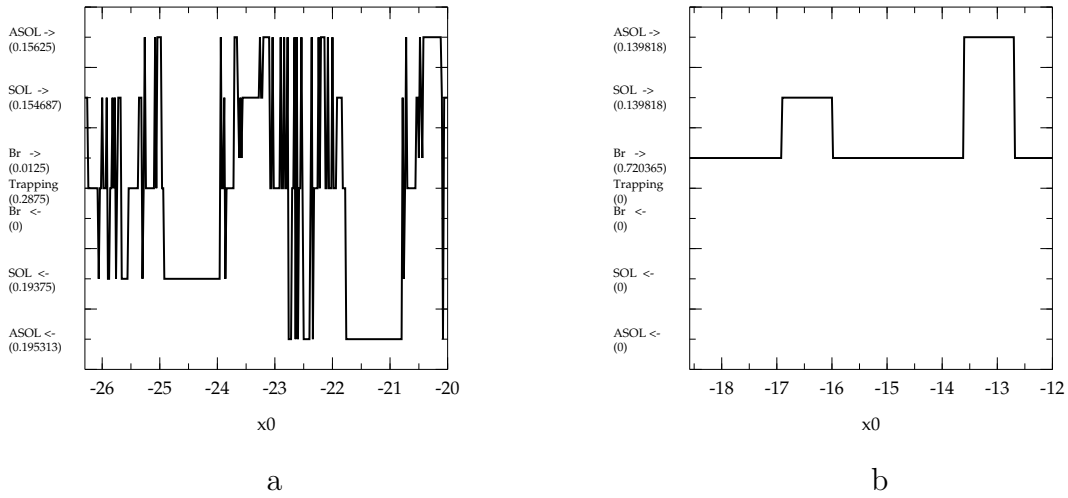 ASOL ->
(0.15625)
SOL ->
(0.154687)
Br ->
(0.0125)
Trapping
(0.2875)
Br <-
(0)
SOL <-
(0.19375)
ASOL <-
(0.195313)
-26 -25 -24 -23 -22 -21 -20
x0
a
ASOL ->
(0.139818)
SOL ->
(0.139818)
Br ->
(0.720365)
Trapping
(0)
Br <-
(0)
SOL <-
(0)
ASOL <-
(0)
-18 -17 -16 -15 -14 -13 -12
x0
b